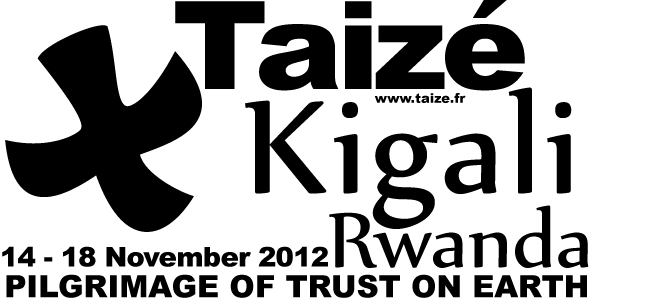 Taizé
www.taize.fr
Kigali
Rwanda
14 - 18 November 2012
PILGRIMAGE OF TRUST ON EARTH